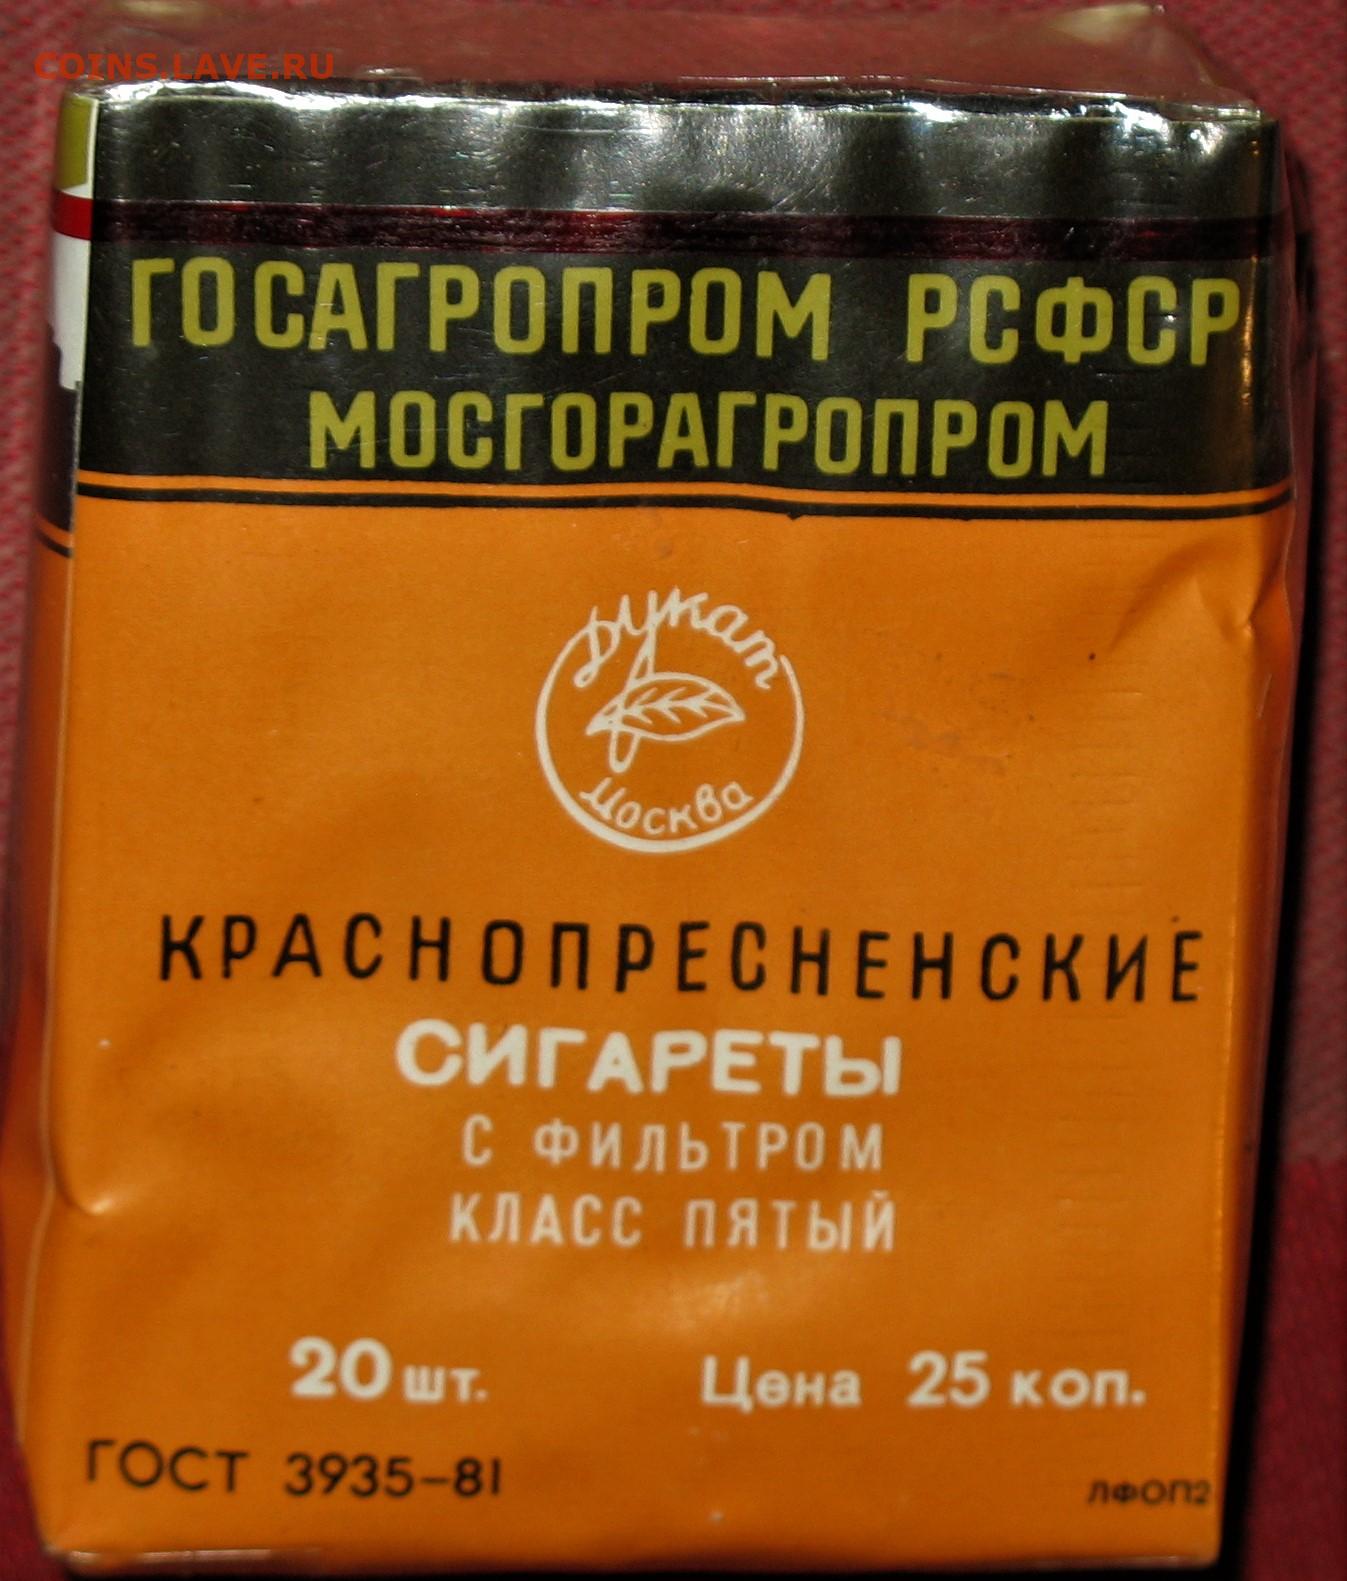 COINS.LAVE.RU
ГОСАГРОПРОМ РСФСР
МОСГОРАГРОПРОМ
Дукат
Москва
КРАСНОПРЕСНЕНСКИЕ
СИГАРЕТЫ
С ФИЛЬТРОМ
КЛАСС ПЯТЫЙ
20 шт. Цена 25 коп.
ГОСТ 3935-81
ЛФОП2